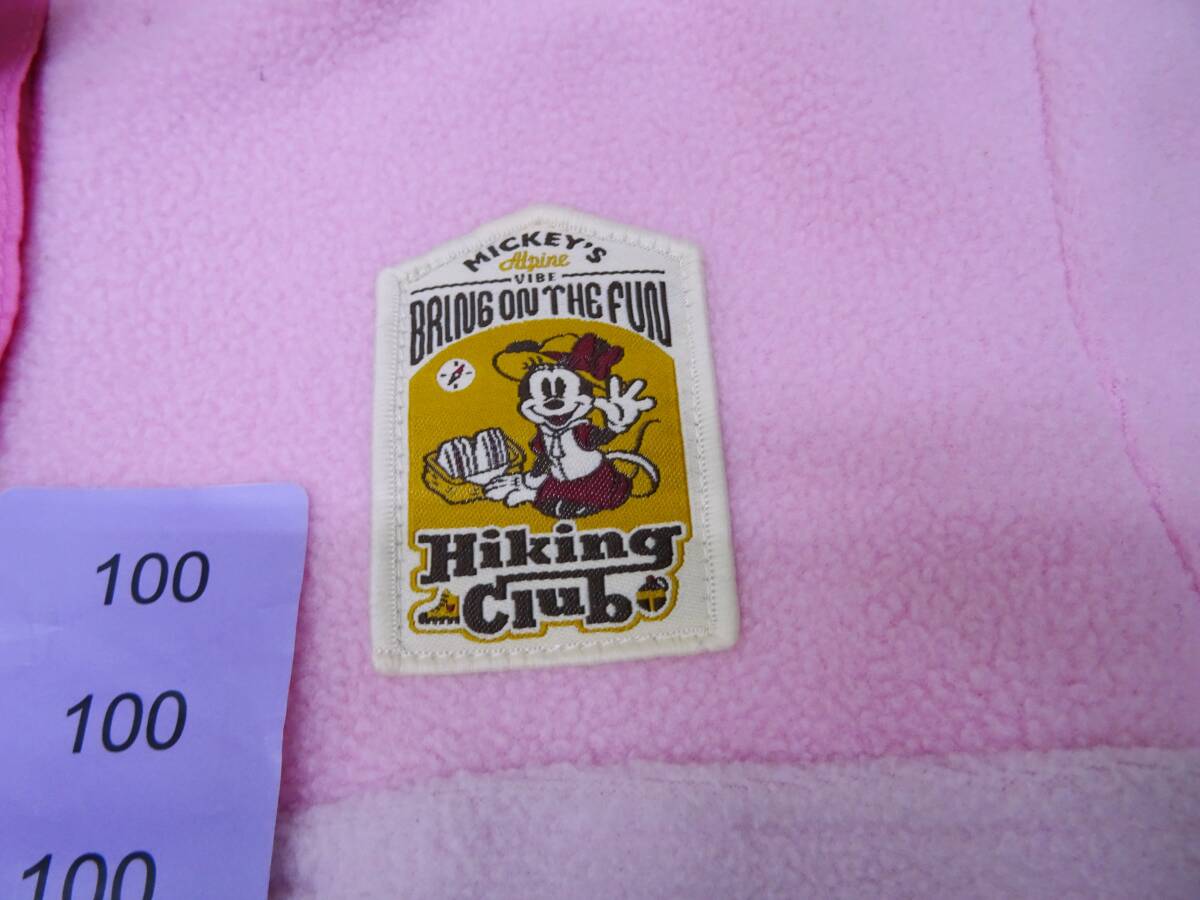 MICKEY'S
Alpine
VIBE
BRING ON THE FUN
Hiking
Club
100
100
100